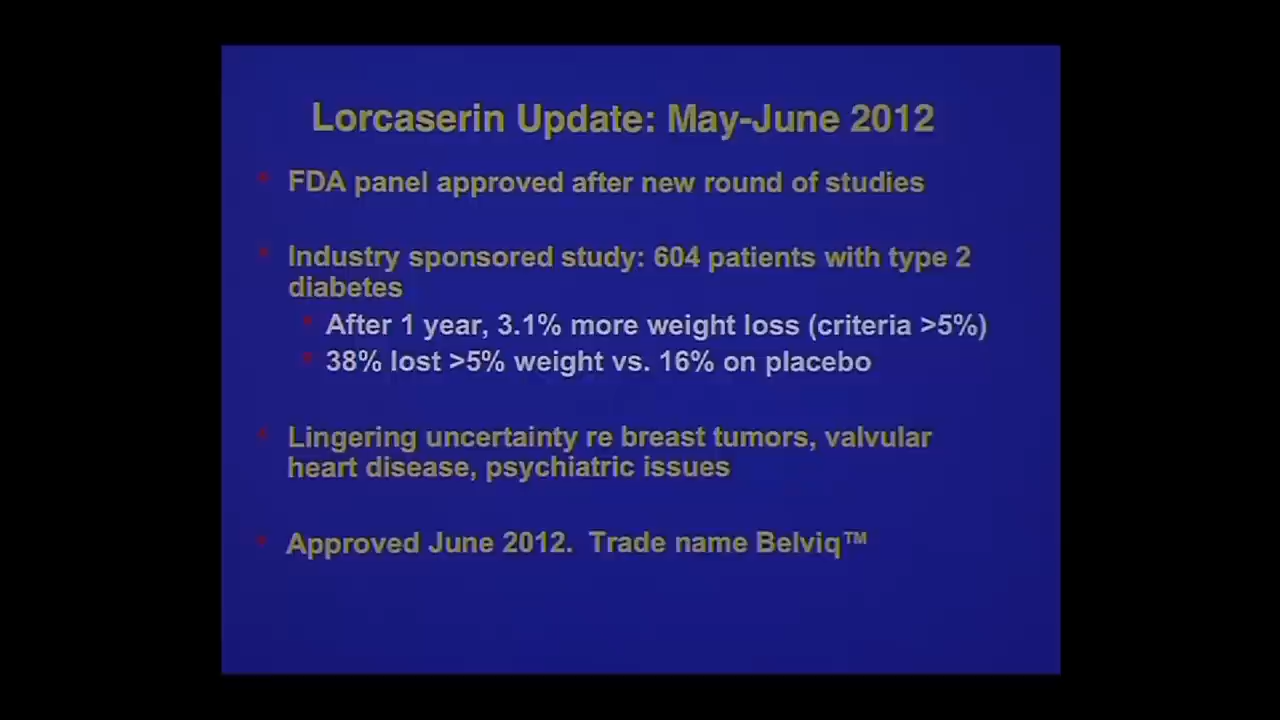 Lorcaserin Update: May-June 2012
• FDA panel approved after new round of studies
• Industry sponsored study: 604 patients with type 2
diabetes
• After 1 year, 3.1% more weight loss (criteria >5%)
• 38% lost >5% weight vs. 16% on placebo
• Lingering uncertainty re breast tumors, valvular
heart disease, psychiatric issues
• Approved June 2012. Trade name Belviq™